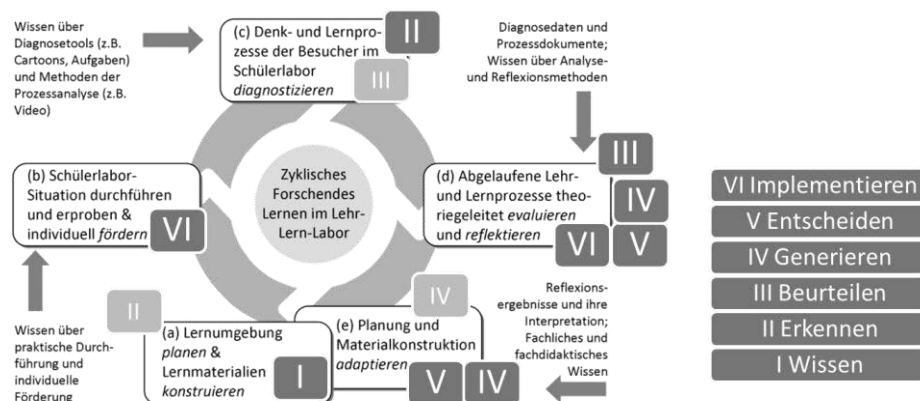 Wissen über
Diagnosetools (z.B.
Cartoons, Aufgaben)
und Methoden der
Prozessanalyse (z.B.
Video)
(c) Denk- und Lernpro-
zesse der Besucher im
Schülerlabor
diagnostizieren
II
III
Diagnosedaten und
Prozessdokumente;
Wissen über Analyse-
und Reflexionsmethoden
(b) Schülerlabor-
Situation durchführen
und erproben &
individuell fördern
VI
Zyklisches
Forschendes
Lernen im Lehr-
Lern-Labor
(d) Abgelaufene Lehr-
und Lernprozesse theo-
riegeleitet evaluieren
und reflektieren
III
IV
VI
V
Wissen über
praktische Durch-
führung und
individuelle
Förderung
II
(a) Lernumgebung
planen &
Lernmaterialien
konstruieren
I
IV
(e) Planung und
Materialkonstruktion
adaptieren
V
IV
Reflexions-
ergebnisse und ihre
Interpretation;
Fachliches und
fachdidaktisches
Wissen
VI Implementieren
V Entscheiden
IV Generieren
III Beurteilen
II Erkennen
I Wissen